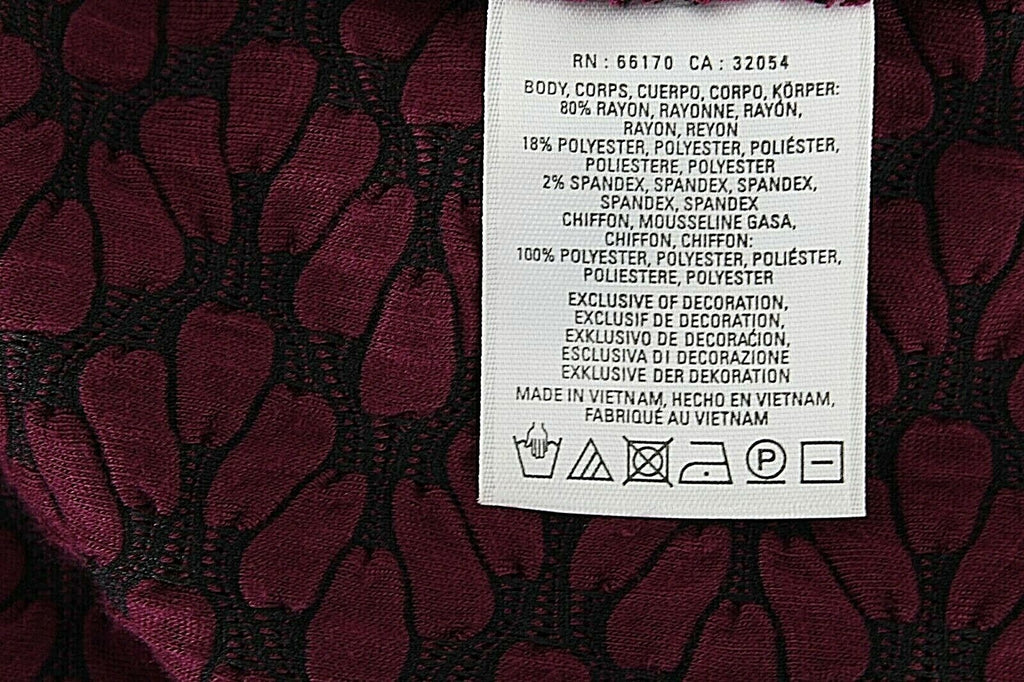 RN : 66170 CA : 32054
BODY, CORPS, CUERPO, CORPO, KÖRPER:
80% RAYON, RAYONNE, RAYÓN,
RAYON, REYON
18% POLYESTER, POLYESTER, POLIÉSTER,
POLIESTERE, POLYESTER
2% SPANDEX, SPANDEX, SPANDEX,
SPANDEX, SPANDEX
CHIFFON, MOUSSELINE GASA,
CHIFFON, CHIFFON:
100% POLYESTER, POLYESTER, POLIÉSTER,
POLIESTERE, POLYESTER
EXCLUSIVE OF DECORATION,
EXCLUSIF DE DECORATION,
EXKLUSIVO DE DECORACION,
ESCLUSIVA DI DECORAZIONE
EXKLUSIVE DER DEKORATION
MADE IN VIETNAM, HECHO EN VIETNAM,
FABRIQUÉ AU VIETNAM
P